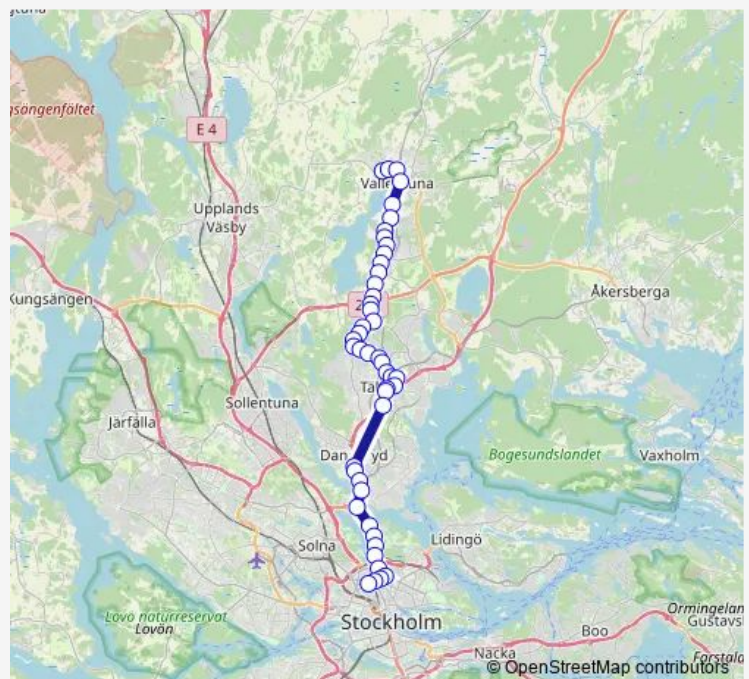 gsängenfältet
E 4
Upplands
Väsby
Kungsängen
Åkersberga
Sollentuna
Järfälla
Bogesundslandet
Vaxholm
Solna
Lidingö
Lovö naturreservat
Lovön
Stockholm
Boo
Ormingelan
Gustavs
Nacka
© OpenStreetMap contributors